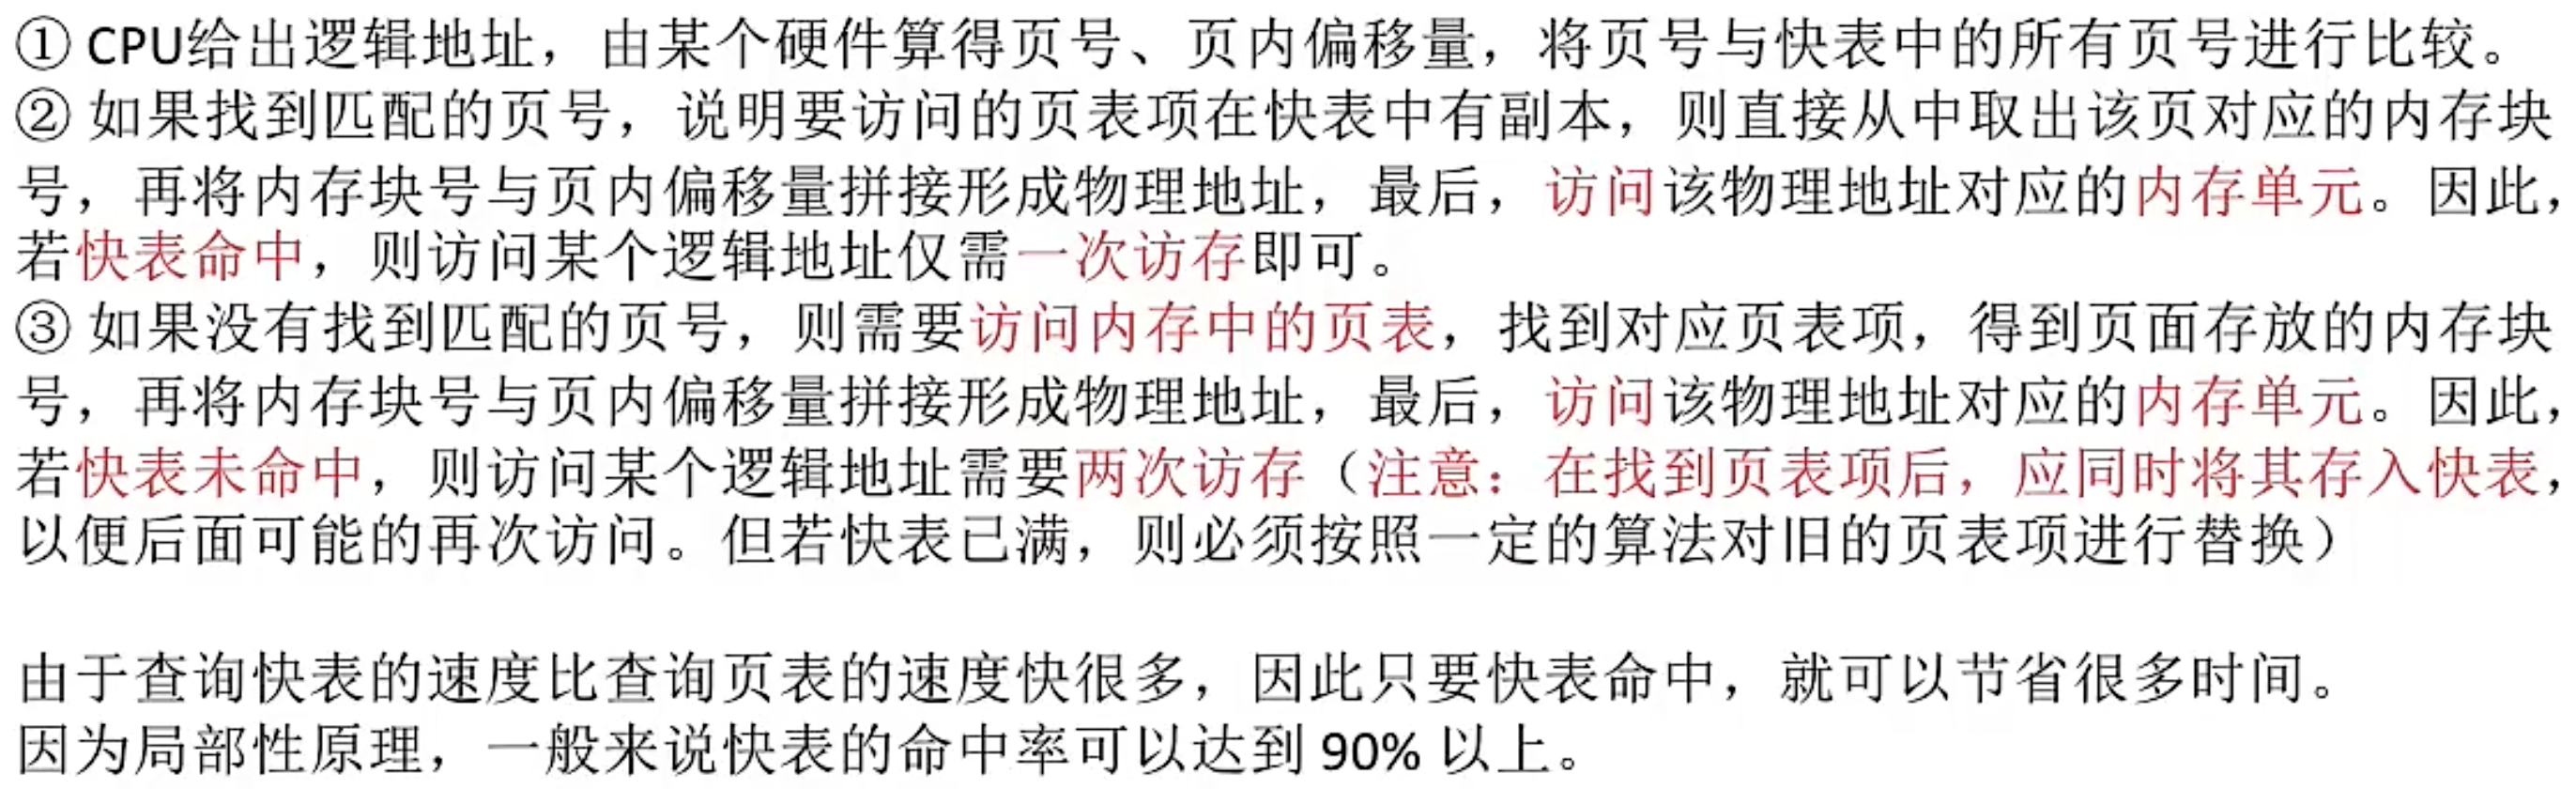 ① CPU给出逻辑地址，由某个硬件算得页号、页内偏移量，将页号与快表中的所有页号进行比较。
② 如果找到匹配的页号，说明要访问的页表项在快表中有副本，则直接从中取出该页对应的内存块
号，再将内存块号与页内偏移量拼接形成物理地址，最后，访问该物理地址对应的内存单元。因此，
若快表命中，则访问某个逻辑地址仅需一次访存即可。
③ 如果没有找到匹配的页号，则需要访问内存中的页表，找到对应页表项，得到页面存放的内存块
号，再将内存块号与页内偏移量拼接形成物理地址，最后，访问该物理地址对应的内存单元。因此，
若快表未命中，则访问某个逻辑地址需要两次访存（注意：在找到页表项后，应同时将其存入快表，
以便后面可能的再次访问。但若快表已满，则必须按照一定的算法对旧的页表项进行替换）
由于查询快表的速度比查询页表的速度快很多，因此只要快表命中，就可以节省很多时间。
因为局部性原理，一般来说快表的命中率可以达到 90% 以上。